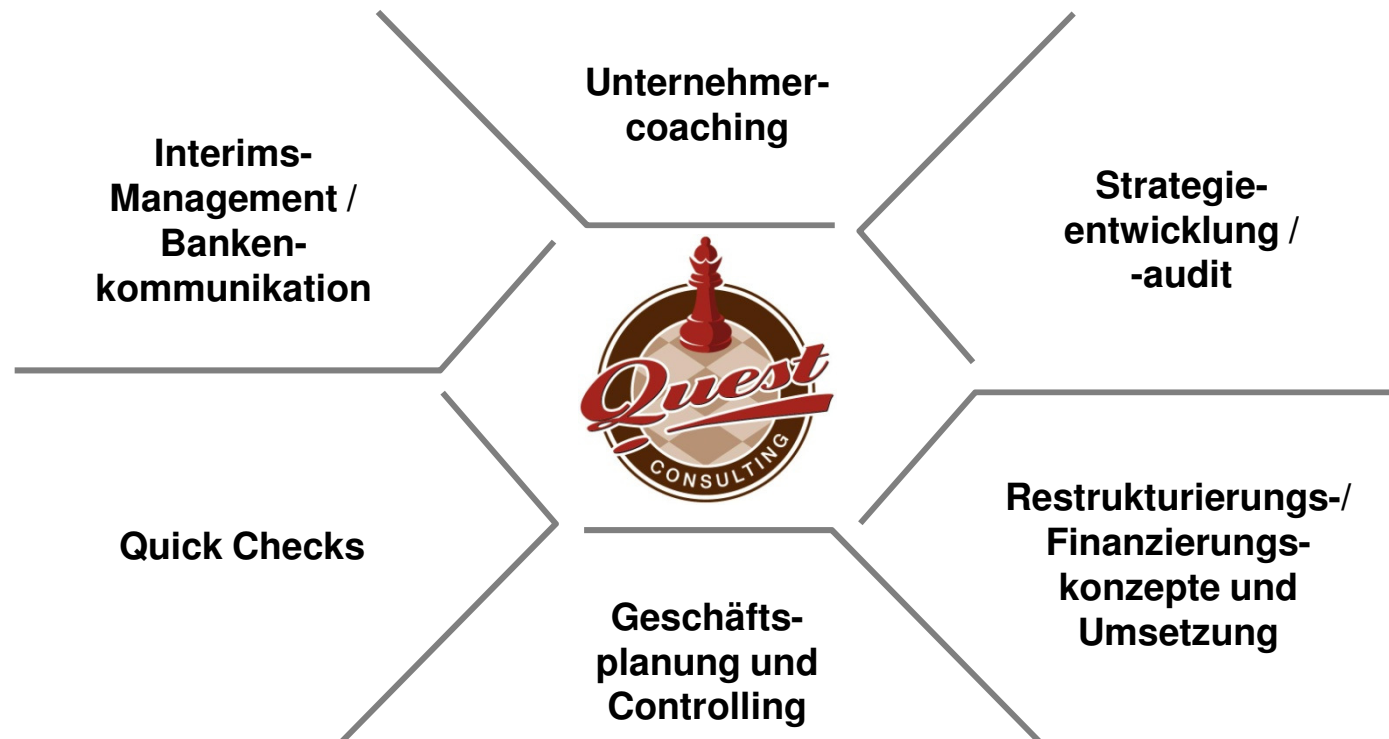 Unternehmer-
coaching
Interims-
Management /
Banken-
kommunikation
Strategie-
entwicklung /
-audit
Quest
CONSULTING
Quick Checks
Restrukturierungs-/
Finanzierungs-
konzepte und
Umsetzung
Geschäfts-
planung und
Controlling